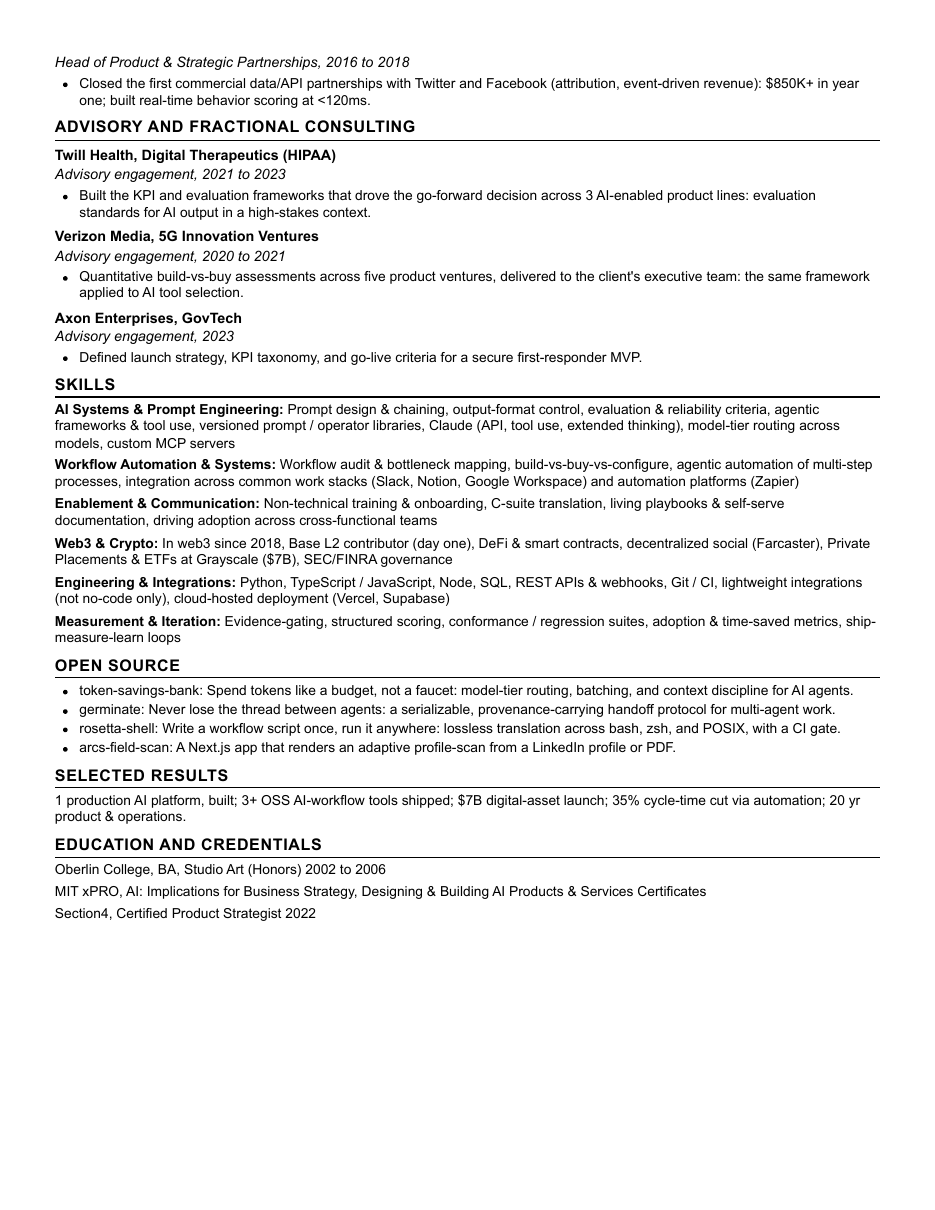 Head of Product & Strategic Partnerships, 2016 to 2018
• Closed the first commercial data/API partnerships with Twitter and Facebook (attribution, event-driven revenue): $850K+ in year
one; built real-time behavior scoring at <120ms.
ADVISORY AND FRACTIONAL CONSULTING
Twill Health, Digital Therapeutics (HIPAA)
Advisory engagement, 2021 to 2023
• Built the KPI and evaluation frameworks that drove the go-forward decision across 3 AI-enabled product lines: evaluation
standards for AI output in a high-stakes context.
Verizon Media, 5G Innovation Ventures
Advisory engagement, 2020 to 2021
• Quantitative build-vs-buy assessments across five product ventures, delivered to the client's executive team: the same framework
applied to AI tool selection.
Axon Enterprises, GovTech
Advisory engagement, 2023
• Defined launch strategy, KPI taxonomy, and go-live criteria for a secure first-responder MVP.
SKILLS
AI Systems & Prompt Engineering: Prompt design & chaining, output-format control, evaluation & reliability criteria, agentic
frameworks & tool use, versioned prompt / operator libraries, Claude (API, tool use, extended thinking), model-tier routing across
models, custom MCP servers
Workflow Automation & Systems: Workflow audit & bottleneck mapping, build-vs-buy-vs-configure, agentic automation of multi-step
processes, integration across common work stacks (Slack, Notion, Google Workspace) and automation platforms (Zapier)
Enablement & Communication: Non-technical training & onboarding, C-suite translation, living playbooks & self-serve
documentation, driving adoption across cross-functional teams
Web3 & Crypto: In web3 since 2018, Base L2 contributor (day one), DeFi & smart contracts, decentralized social (Farcaster), Private
Placements & ETFs at Grayscale ($7B), SEC/FINRA governance
Engineering & Integrations: Python, TypeScript / JavaScript, Node, SQL, REST APIs & webhooks, Git / CI, lightweight integrations
(not no-code only), cloud-hosted deployment (Vercel, Supabase)
Measurement & Iteration: Evidence-gating, structured scoring, conformance / regression suites, adoption & time-saved metrics, ship-
measure-learn loops
OPEN SOURCE
• token-savings-bank: Spend tokens like a budget, not a faucet: model-tier routing, batching, and context discipline for AI agents.
• germinate: Never lose the thread between agents: a serializable, provenance-carrying handoff protocol for multi-agent work.
• rosetta-shell: Write a workflow script once, run it anywhere: lossless translation across bash, zsh, and POSIX, with a CI gate.
• arcs-field-scan: A Next.js app that renders an adaptive profile-scan from a LinkedIn profile or PDF.
SELECTED RESULTS
1 production AI platform, built; 3+ OSS AI-workflow tools shipped; $7B digital-asset launch; 35% cycle-time cut via automation; 20 yr
product & operations.
EDUCATION AND CREDENTIALS
Oberlin College, BA, Studio Art (Honors) 2002 to 2006
MIT xPRO, AI: Implications for Business Strategy, Designing & Building AI Products & Services Certificates
Section4, Certified Product Strategist 2022